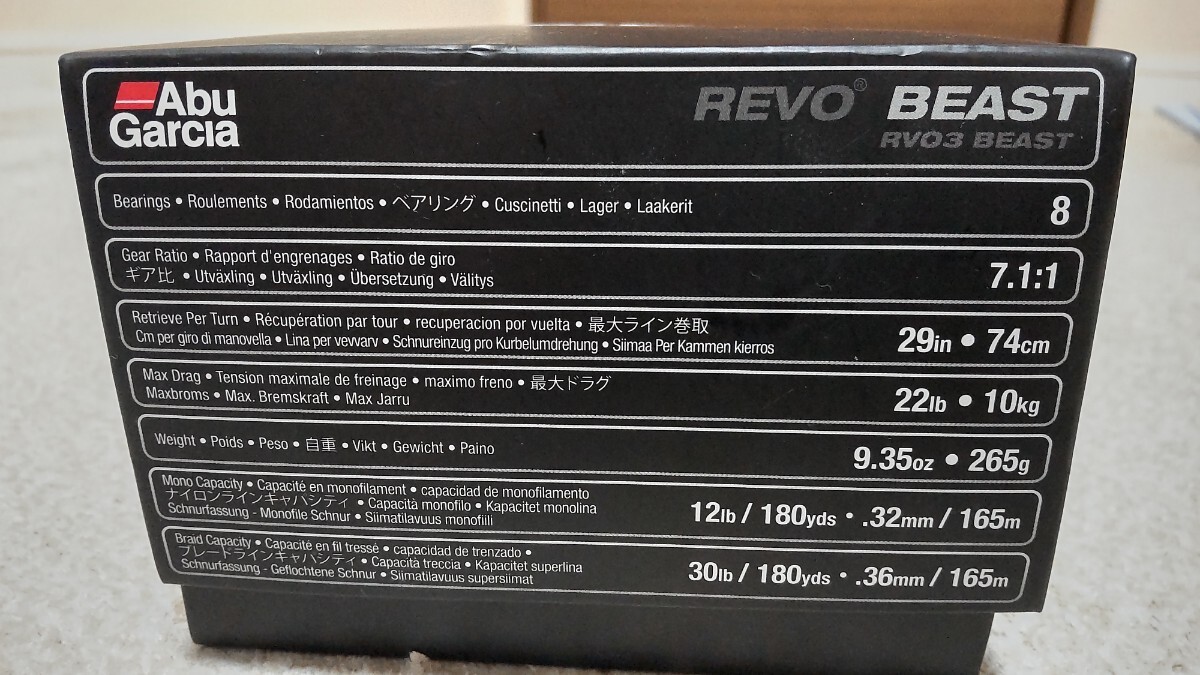 Abu
Garcia
REVO® BEAST
RVO3 BEAST
Bearings • Roulements • Rodamientos • ベアリング • Cuscinetti • Lager • Laakerit
8
Gear Ratio • Rapport d'engrenages • Ratio de giro
ギア比 • Utväxling • Utväxling • Übersetzung • Välitys
7.1:1
Retrieve Per Turn • Récupération par tour • recuperacion por vuelta • 最大ライン巻取
Cm per giro di manovella • Lina per vevvarv • Schnureinzug pro Kurbelumdrehung • Siimaa Per Kammen kierros
29in • 74cm
Max Drag • Tension maximale de freinage • maximo freno • 最大ドラグ
Maxbroms • Max. Bremskraft • Max Jarru
22lb • 10kg
Weight • Poids • Peso • 自重 • Vikt • Gewicht • Paino
9.35oz • 265g
Mono Capacity • Capacité en monofilament • capacidad de monofilamento
ナイロンラインキャパシティ • Capacità monofilo • Kapacitet monolina
Schnurfassung - Monofile Schnur • Siimatilavuus monofiili
12lb / 180yds • .32mm / 165m
Braid Capacity • Capacité en fil tressé • capacidad de trenzado •
ブレードラインキャパシティ • Capacità treccia • Kapacitet superlina
Schnurfassung - Geflochtene Schnur • Siimatilavuus supersiimat
30lb / 180yds • .36mm / 165m